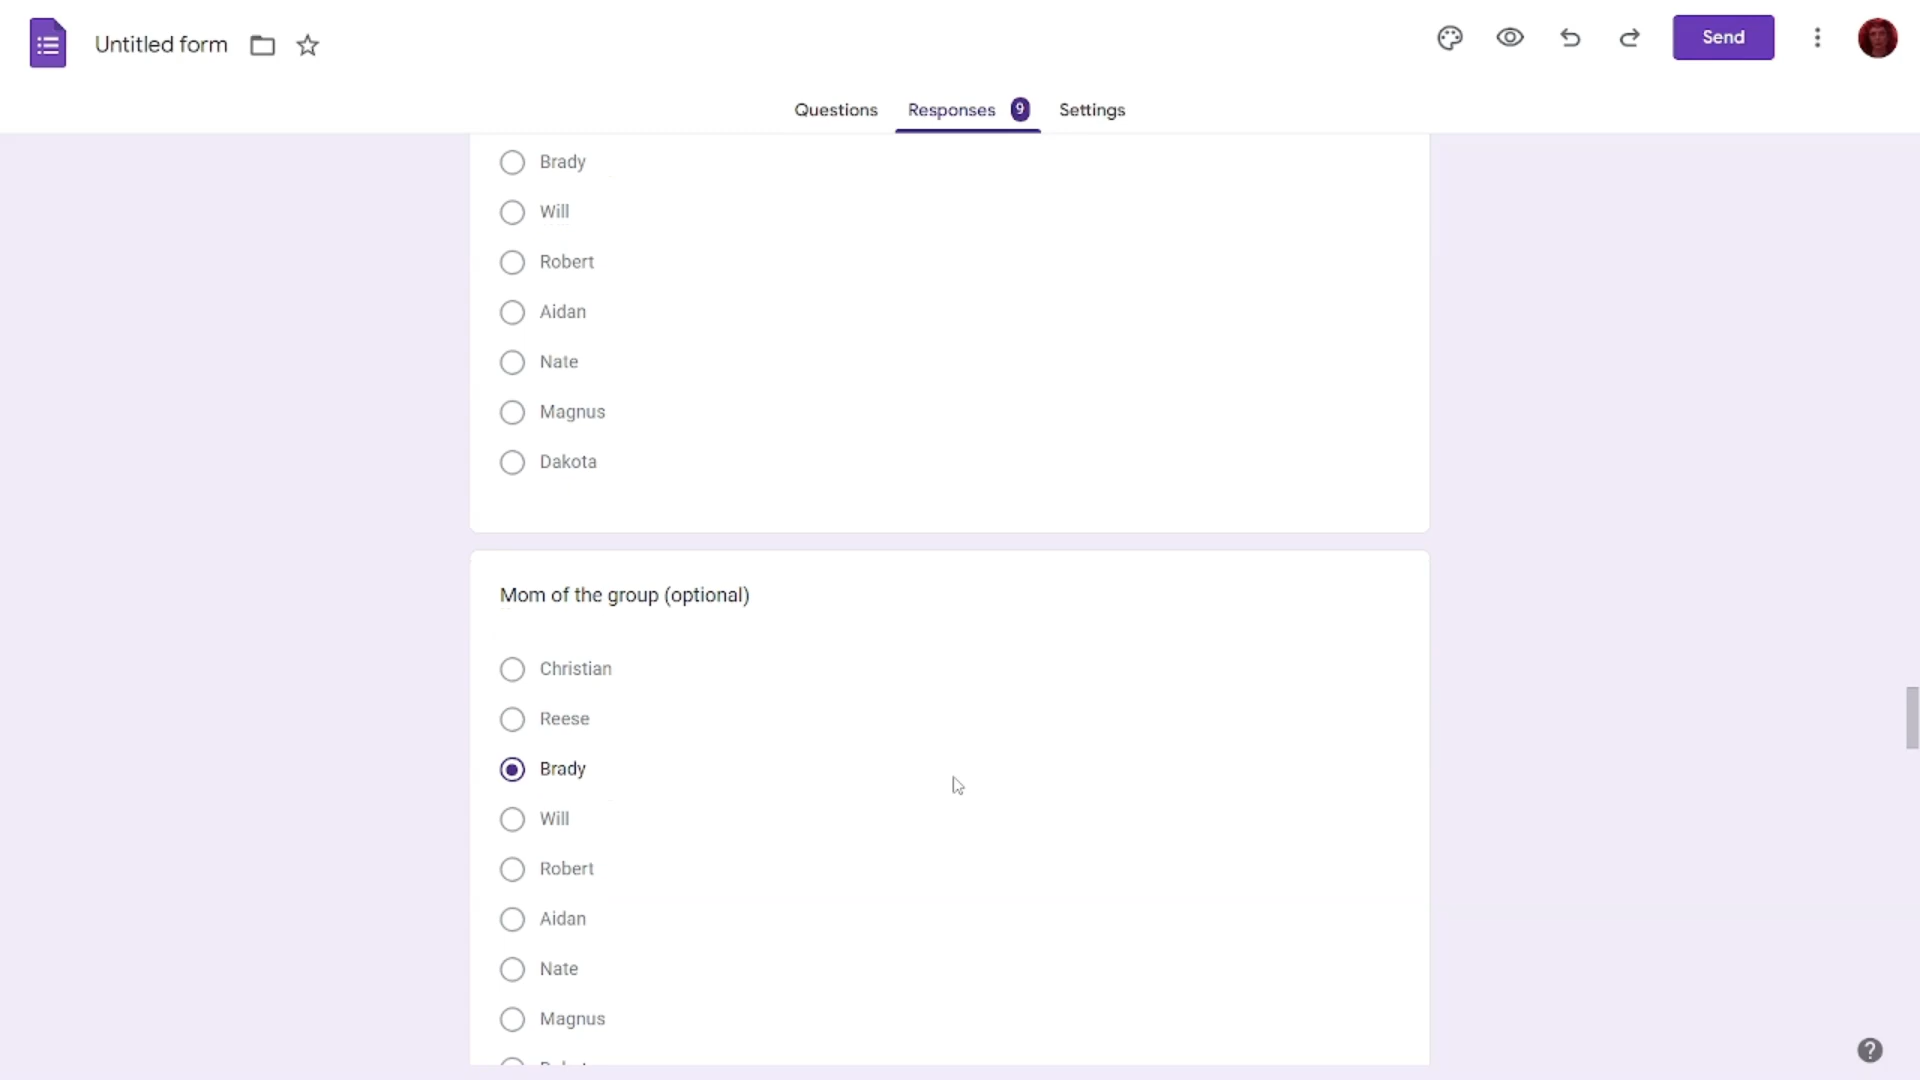 Untitled form
Send
Questions Responses 9 Settings
Brady
Will
Robert
Aidan
Nate
Magnus
Dakota
Mom of the group (optional)
Christian
Reese
Brady
Will
Robert
Aidan
Nate
Magnus